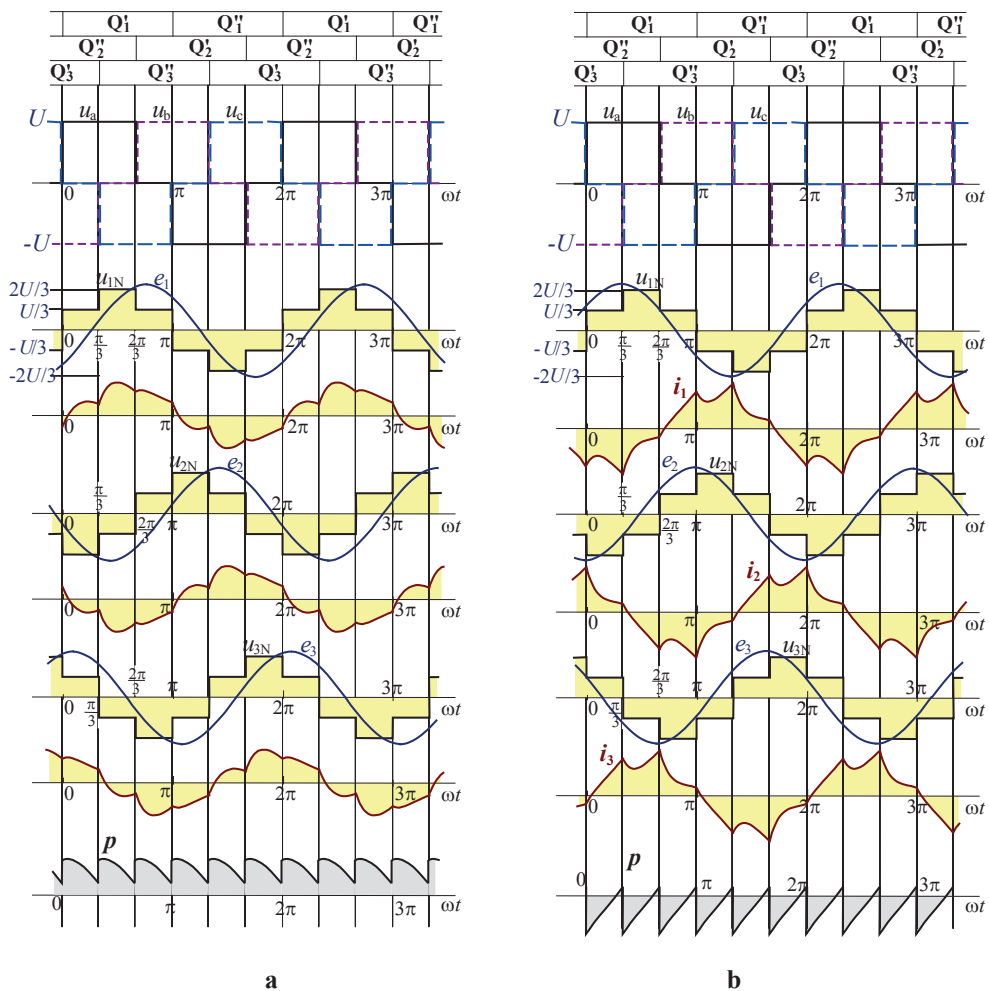 Q'1 Q"1 Q'1 Q"1
Q"2 Q'2 Q"2 Q'2
Q'3 Q"3 Q'3 Q"3
U ua ub uc
0 π 2π 3π ωt
-U
u1N e1
2U/3
U/3
0 π/3 2π/3 π 2π 3π ωt
-U/3
-2U/3
0 π 2π 3π ωt
u2N e2
0 π/3 2π/3 π 2π 3π ωt
0 π 2π 3π ωt
u3N e3
0 π/3 2π/3 π 2π 3π ωt
0 π 2π 3π ωt
p
0 π 2π 3π ωt
a
Q'1 Q"1 Q'1 Q"1
Q"2 Q'2 Q"2 Q'2
Q'3 Q"3 Q'3 Q"3
U ua ub uc
0 π 2π 3π ωt
-U
u1N e1
2U/3
U/3
0 π/3 2π/3 π 2π 3π ωt
-U/3
-2U/3
i1
0 π 2π 3π ωt
e2 u2N
0 π/3 2π/3 π 2π 3π ωt
i2
0 π 2π 3π ωt
e3 u3N
0 π/3 2π/3 π 2π 3π ωt
i3
0 π 2π 3π ωt
p
0 π 2π 3π ωt
b